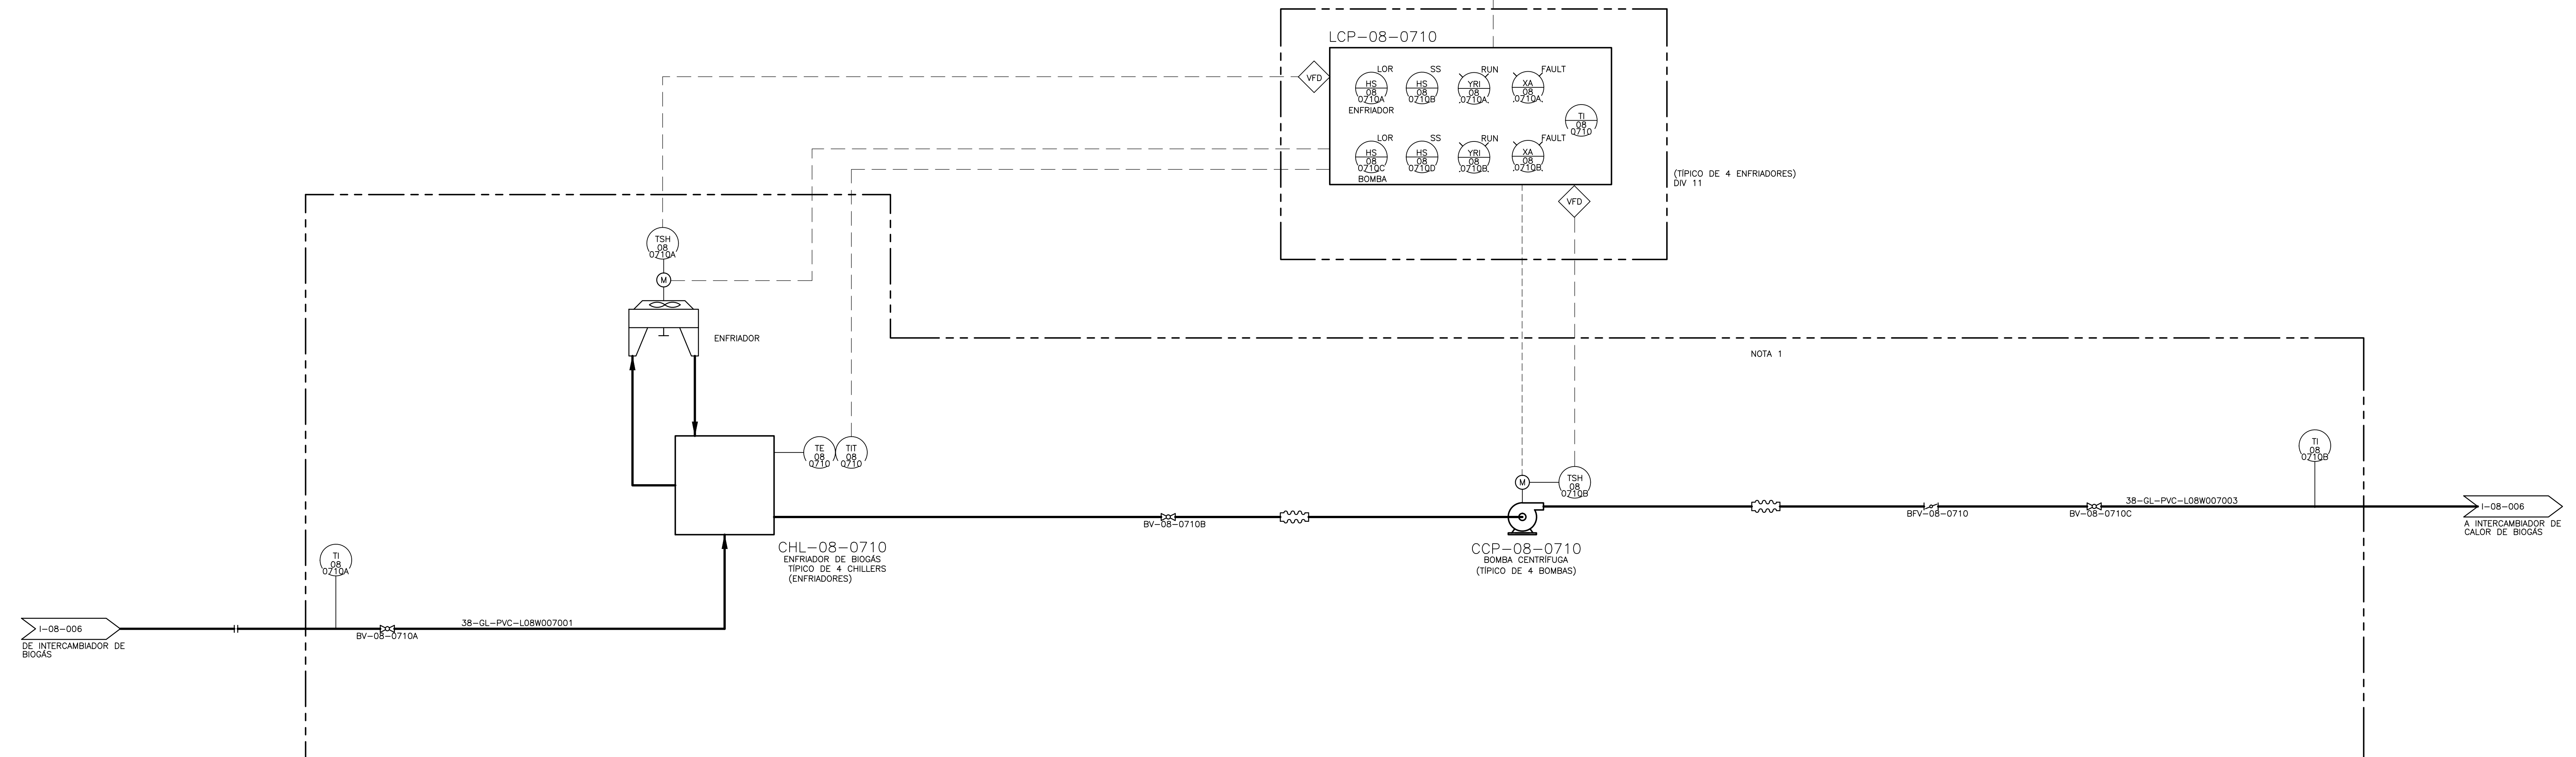 LCP-08-0710
VFD
LOR
HS
08
0710A
ENFRIADOR
SS
HS
08
0710B
RUN
YRI
08
0710A
FAULT
XA
08
0710A
TI
08
0710
LOR
HS
08
0710C
BOMBA
SS
HS
08
0710D
RUN
YRI
08
0710B
FAULT
XA
08
0710B
(TÍPICO DE 4 ENFRIADORES)
DIV 11
VFD
TSH
08
0710A
M
ENFRIADOR
NOTA 1
TE
08
0710
TIT
08
0710
TI
08
0710B
M
TSH
08
0710B
38-GL-PVC-L08W007003
I-08-006
BV-08-0710B
BFV-08-0710
BV-08-0710C
A INTERCAMBIADOR DE
CALOR DE BIOGÁS
CHL-08-0710
ENFRIADOR DE BIOGÁS
TÍPICO DE 4 CHILLERS
(ENFRIADORES)
CCP-08-0710
BOMBA CENTRÍFUGA
(TÍPICO DE 4 BOMBAS)
TI
08
0710A
I-08-006
38-GL-PVC-L08W007001
BV-08-0710A
DE INTERCAMBIADOR DE
BIOGÁS